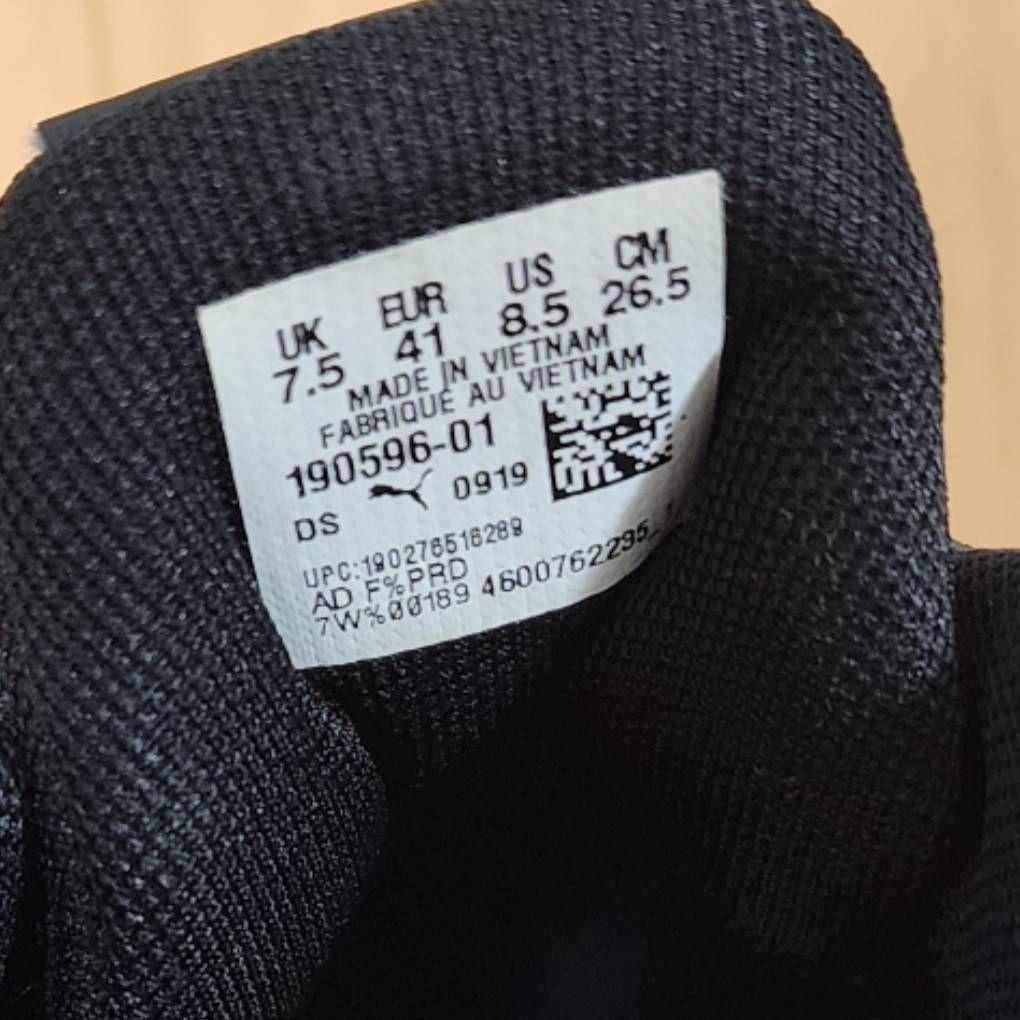 UK EUR US CM
7.5 41 8.5 26.5
MADE IN VIETNAM
FABRIQUE AU VIETNAM
190596-01
DS 0919
UPC:190276516289
AD F%PRD
7W%00189 4600762295